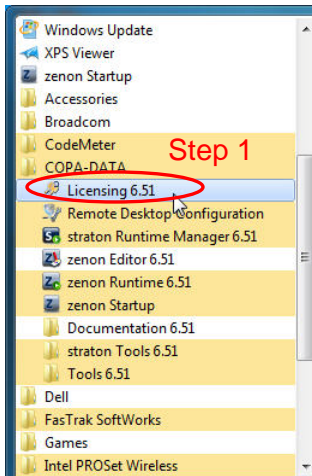 Windows Update
XPS Viewer
zenon Startup
Accessories
Broadcom
CodeMeter
Step 1
COPA-DATA
Licensing 6.51
Remote Desktop Configuration
straton Runtime Manager 6.51
zenon Editor 6.51
zenon Runtime 6.51
zenon Startup
Documentation 6.51
straton Tools 6.51
Tools 6.51
Dell
FasTrak SoftWorks
Games
Intel PROSet Wireless